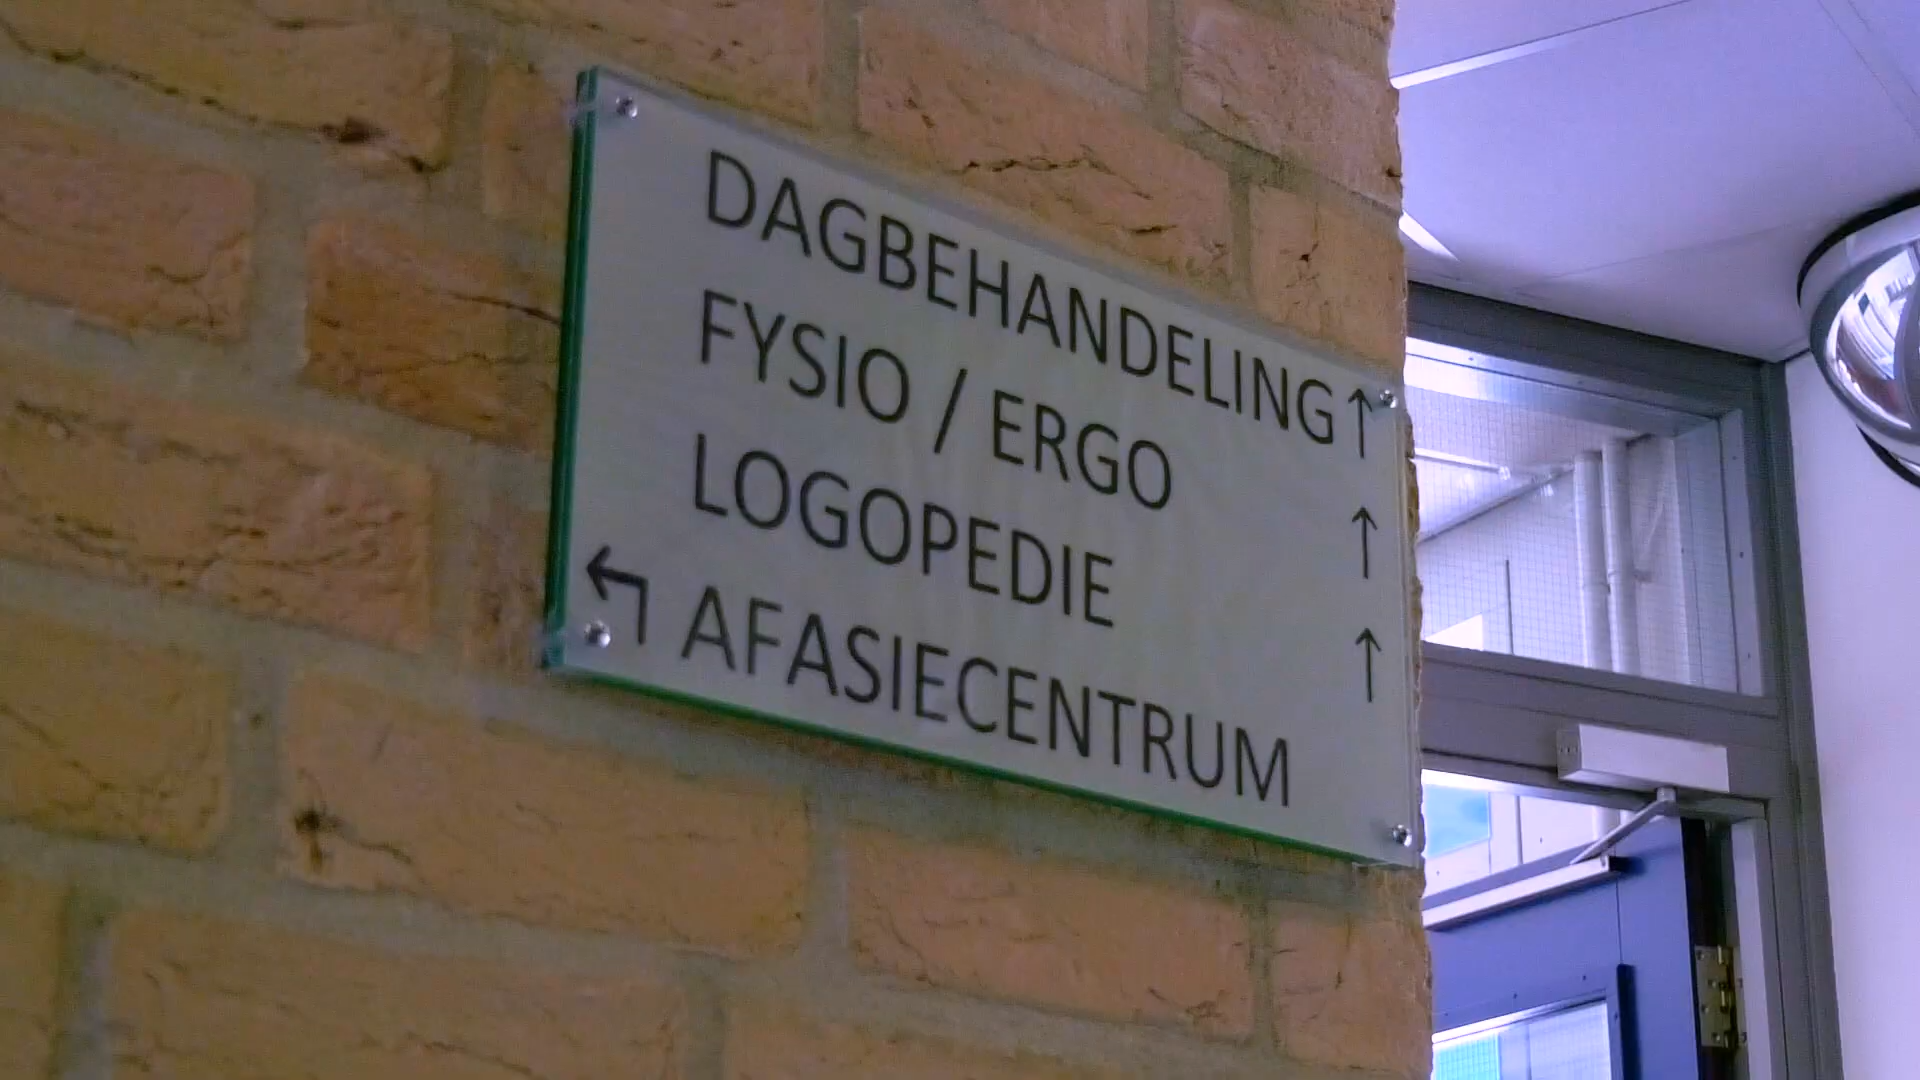 DAGBEHANDELING ↑
FYSIO / ERGO ↑
LOGOPEDIE ↑
↰ AFASIECENTRUM